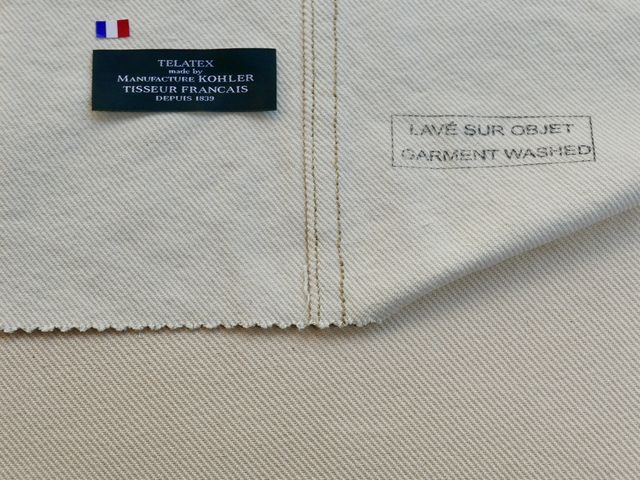 TELATEX
made by
MANUFACTURE KOHLER
TISSEUR FRANCAIS
DEPUIS 1839
LAVÉ SUR OBJET
GARMENT WASHED